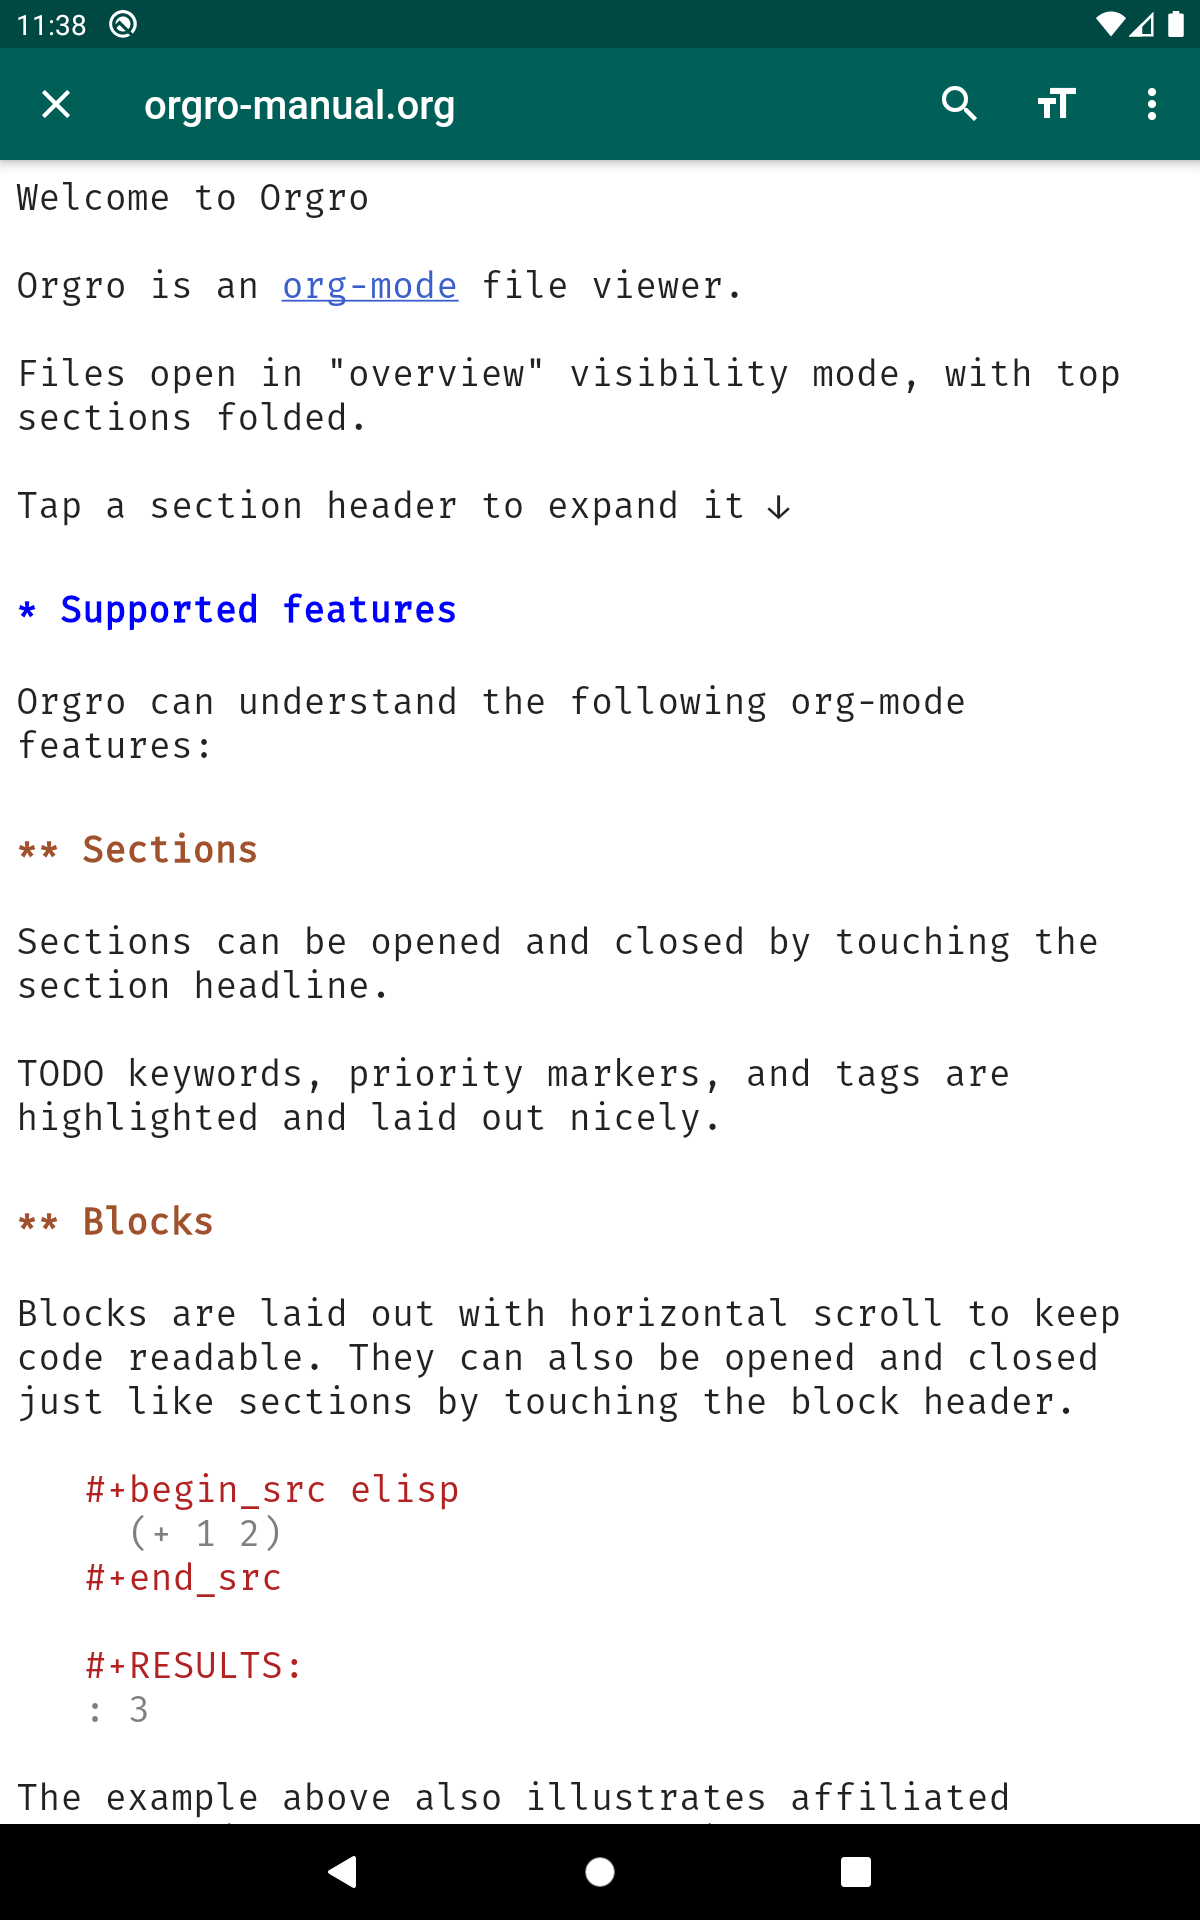 11:38
orgro-manual.org
Welcome to Orgro
Orgro is an org-mode file viewer.
Files open in "overview" visibility mode, with top
sections folded.
Tap a section header to expand it ↓
* Supported features
Orgro can understand the following org-mode
features:
** Sections
Sections can be opened and closed by touching the
section headline.
TODO keywords, priority markers, and tags are
highlighted and laid out nicely.
** Blocks
Blocks are laid out with horizontal scroll to keep
code readable. They can also be opened and closed
just like sections by touching the block header.
#+begin_src elisp
(+ 1 2)
#+end_src
#+RESULTS:
: 3
The example above also illustrates affiliated